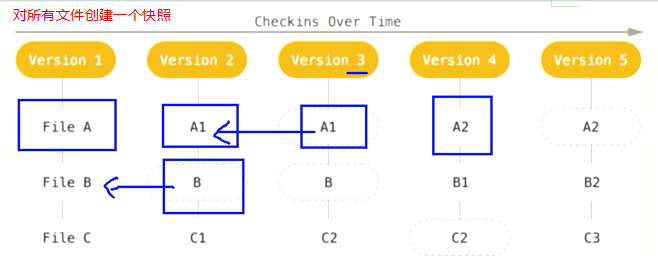 对所有文件创建一个快照
Checkins Over Time
Version 1 Version 2 Version 3 Version 4 Version 5
File A A1 A1 A2 A2
File B B B B1 B2
File C C1 C2 C2 C3